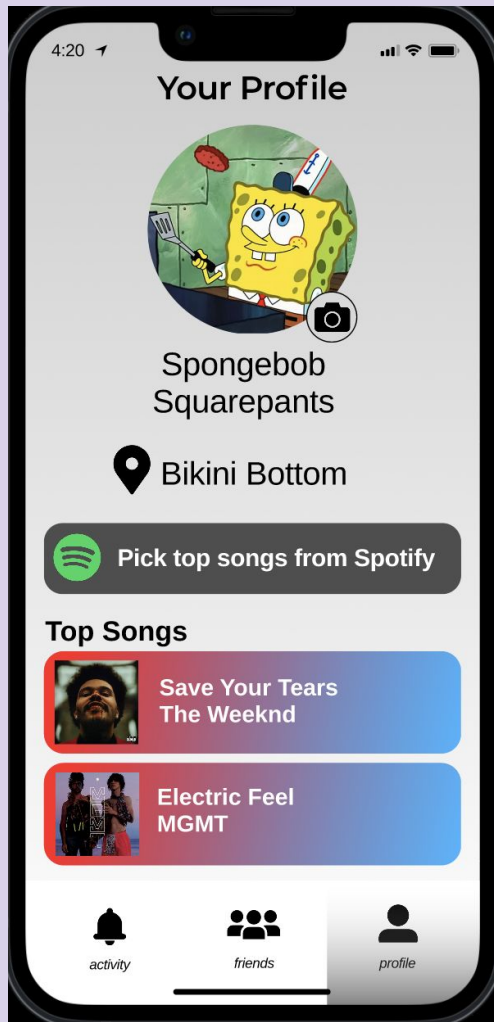 4:20
Your Profile
Spongebob
Squarepants
Bikini Bottom
Pick top songs from Spotify
Top Songs
Save Your Tears
The Weeknd
Electric Feel
MGMT
activity
friends
profile